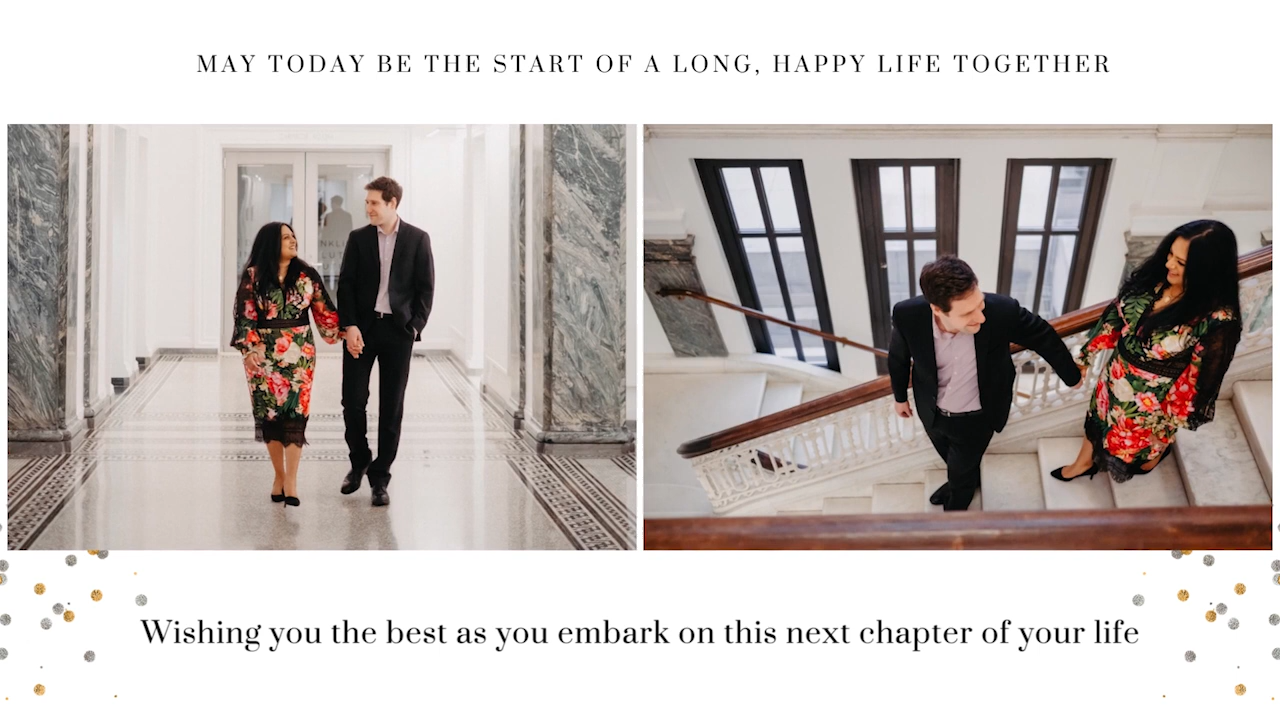 MAY TODAY BE THE START OF A LONG, HAPPY LIFE TOGETHER
Wishing you the best as you embark on this next chapter of your life